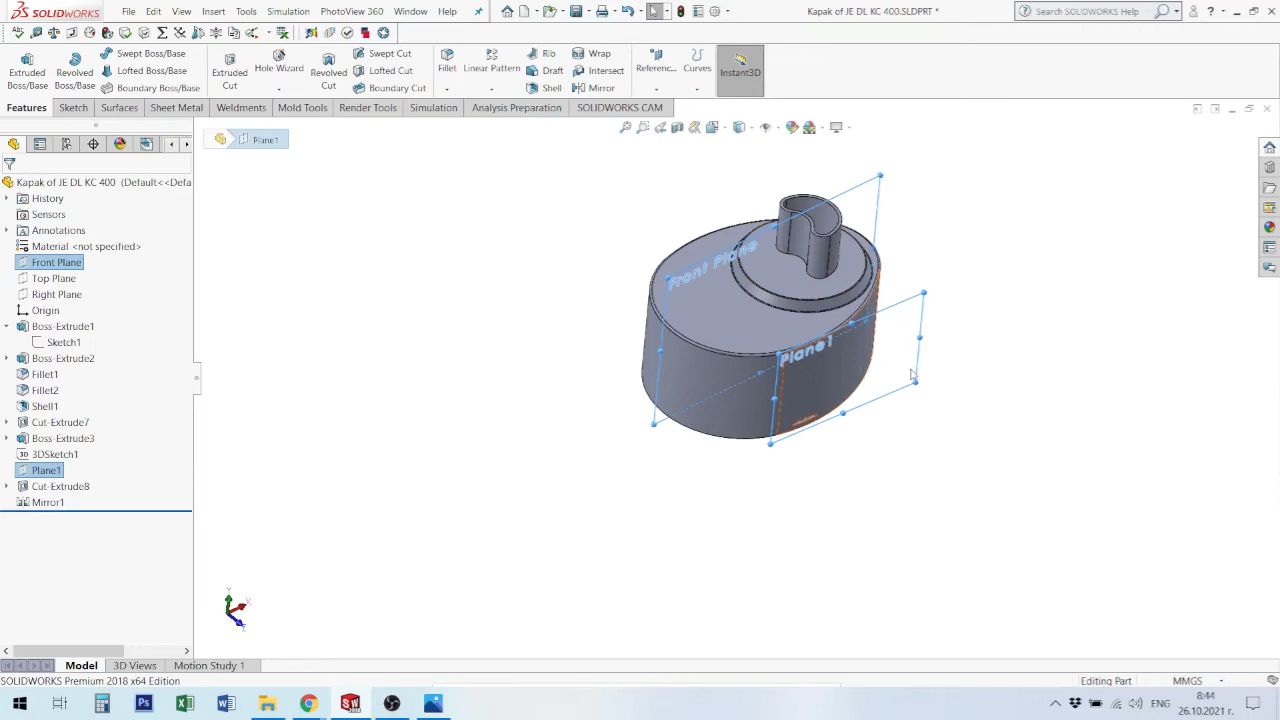 SOLIDWORKS File Edit View Insert Tools Simulation PhotoView 360 Window Help Kapak of JE DL KC 400.SLDPRT * Search SOLIDWORKS Help
Extruded Boss/Base
Revolved Boss/Base
Swept Boss/Base
Lofted Boss/Base
Boundary Boss/Base
Extruded Cut
Hole Wizard
Revolved Cut
Swept Cut
Lofted Cut
Boundary Cut
Fillet
Linear Pattern
Rib
Draft
Shell
Wrap
Intersect
Mirror
Referenc...
Curves
Instant3D
Features Sketch Surfaces Sheet Metal Weldments Mold Tools Render Tools Simulation Analysis Preparation SOLIDWORKS CAM
Plane1
Kapak of JE DL KC 400 (Default<<Defa
History
Sensors
Annotations
Material <not specified>
Front Plane
Top Plane
Right Plane
Origin
Boss-Extrude1
Sketch1
Boss-Extrude2
Fillet1
Fillet2
Shell1
Cut-Extrude7
Boss-Extrude3
3DSketch1
Plane1
Cut-Extrude8
Mirror1
Front Plane
Plane1
Y
X
Z
Model 3D Views Motion Study 1
SOLIDWORKS Premium 2018 x64 Edition Editing Part MMGS
ENG 8:44
26.10.2021 г.